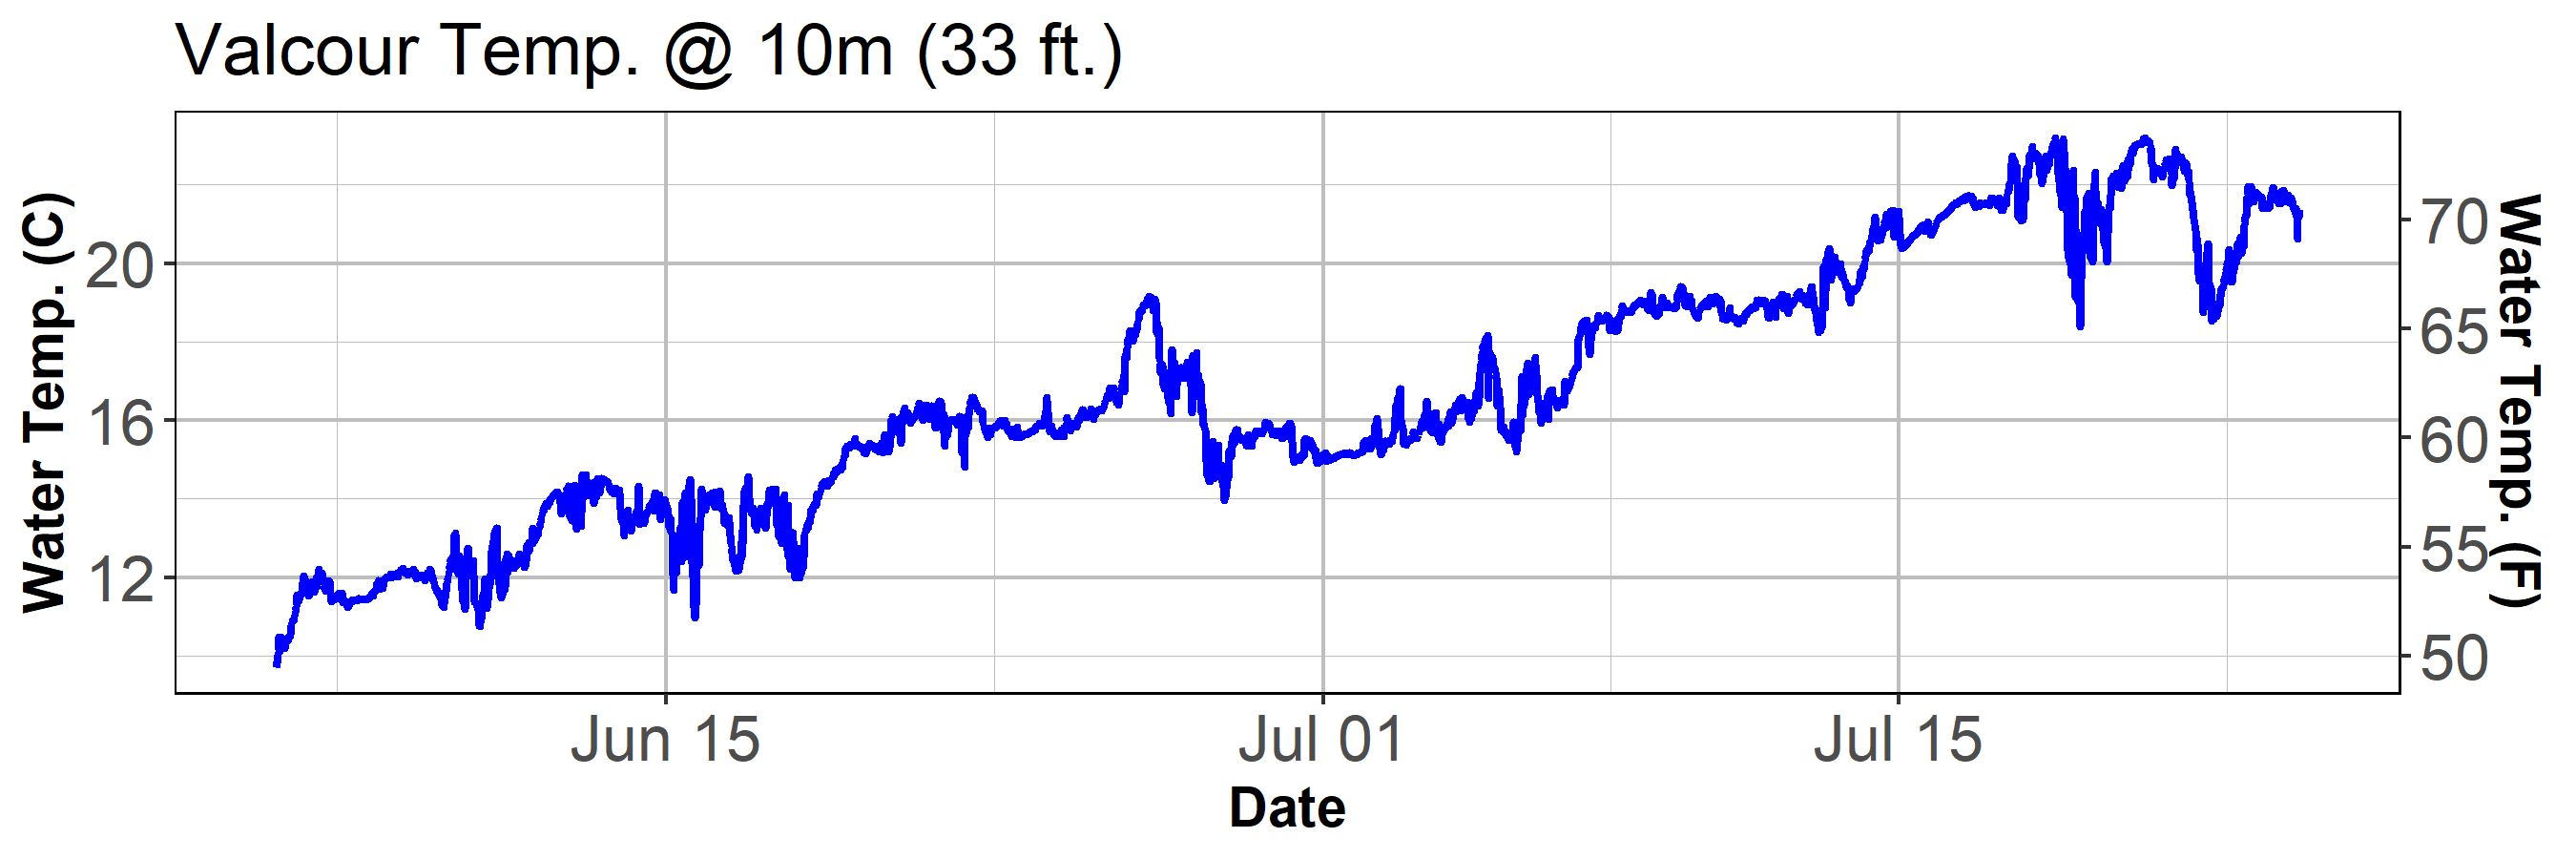 Valcour Temp. @ 10m (33 ft.)
Water Temp. (C)
20
16
12
70
65
60
55
50
Water Temp. (F)
Jun 15
Jul 01
Jul 15
Date